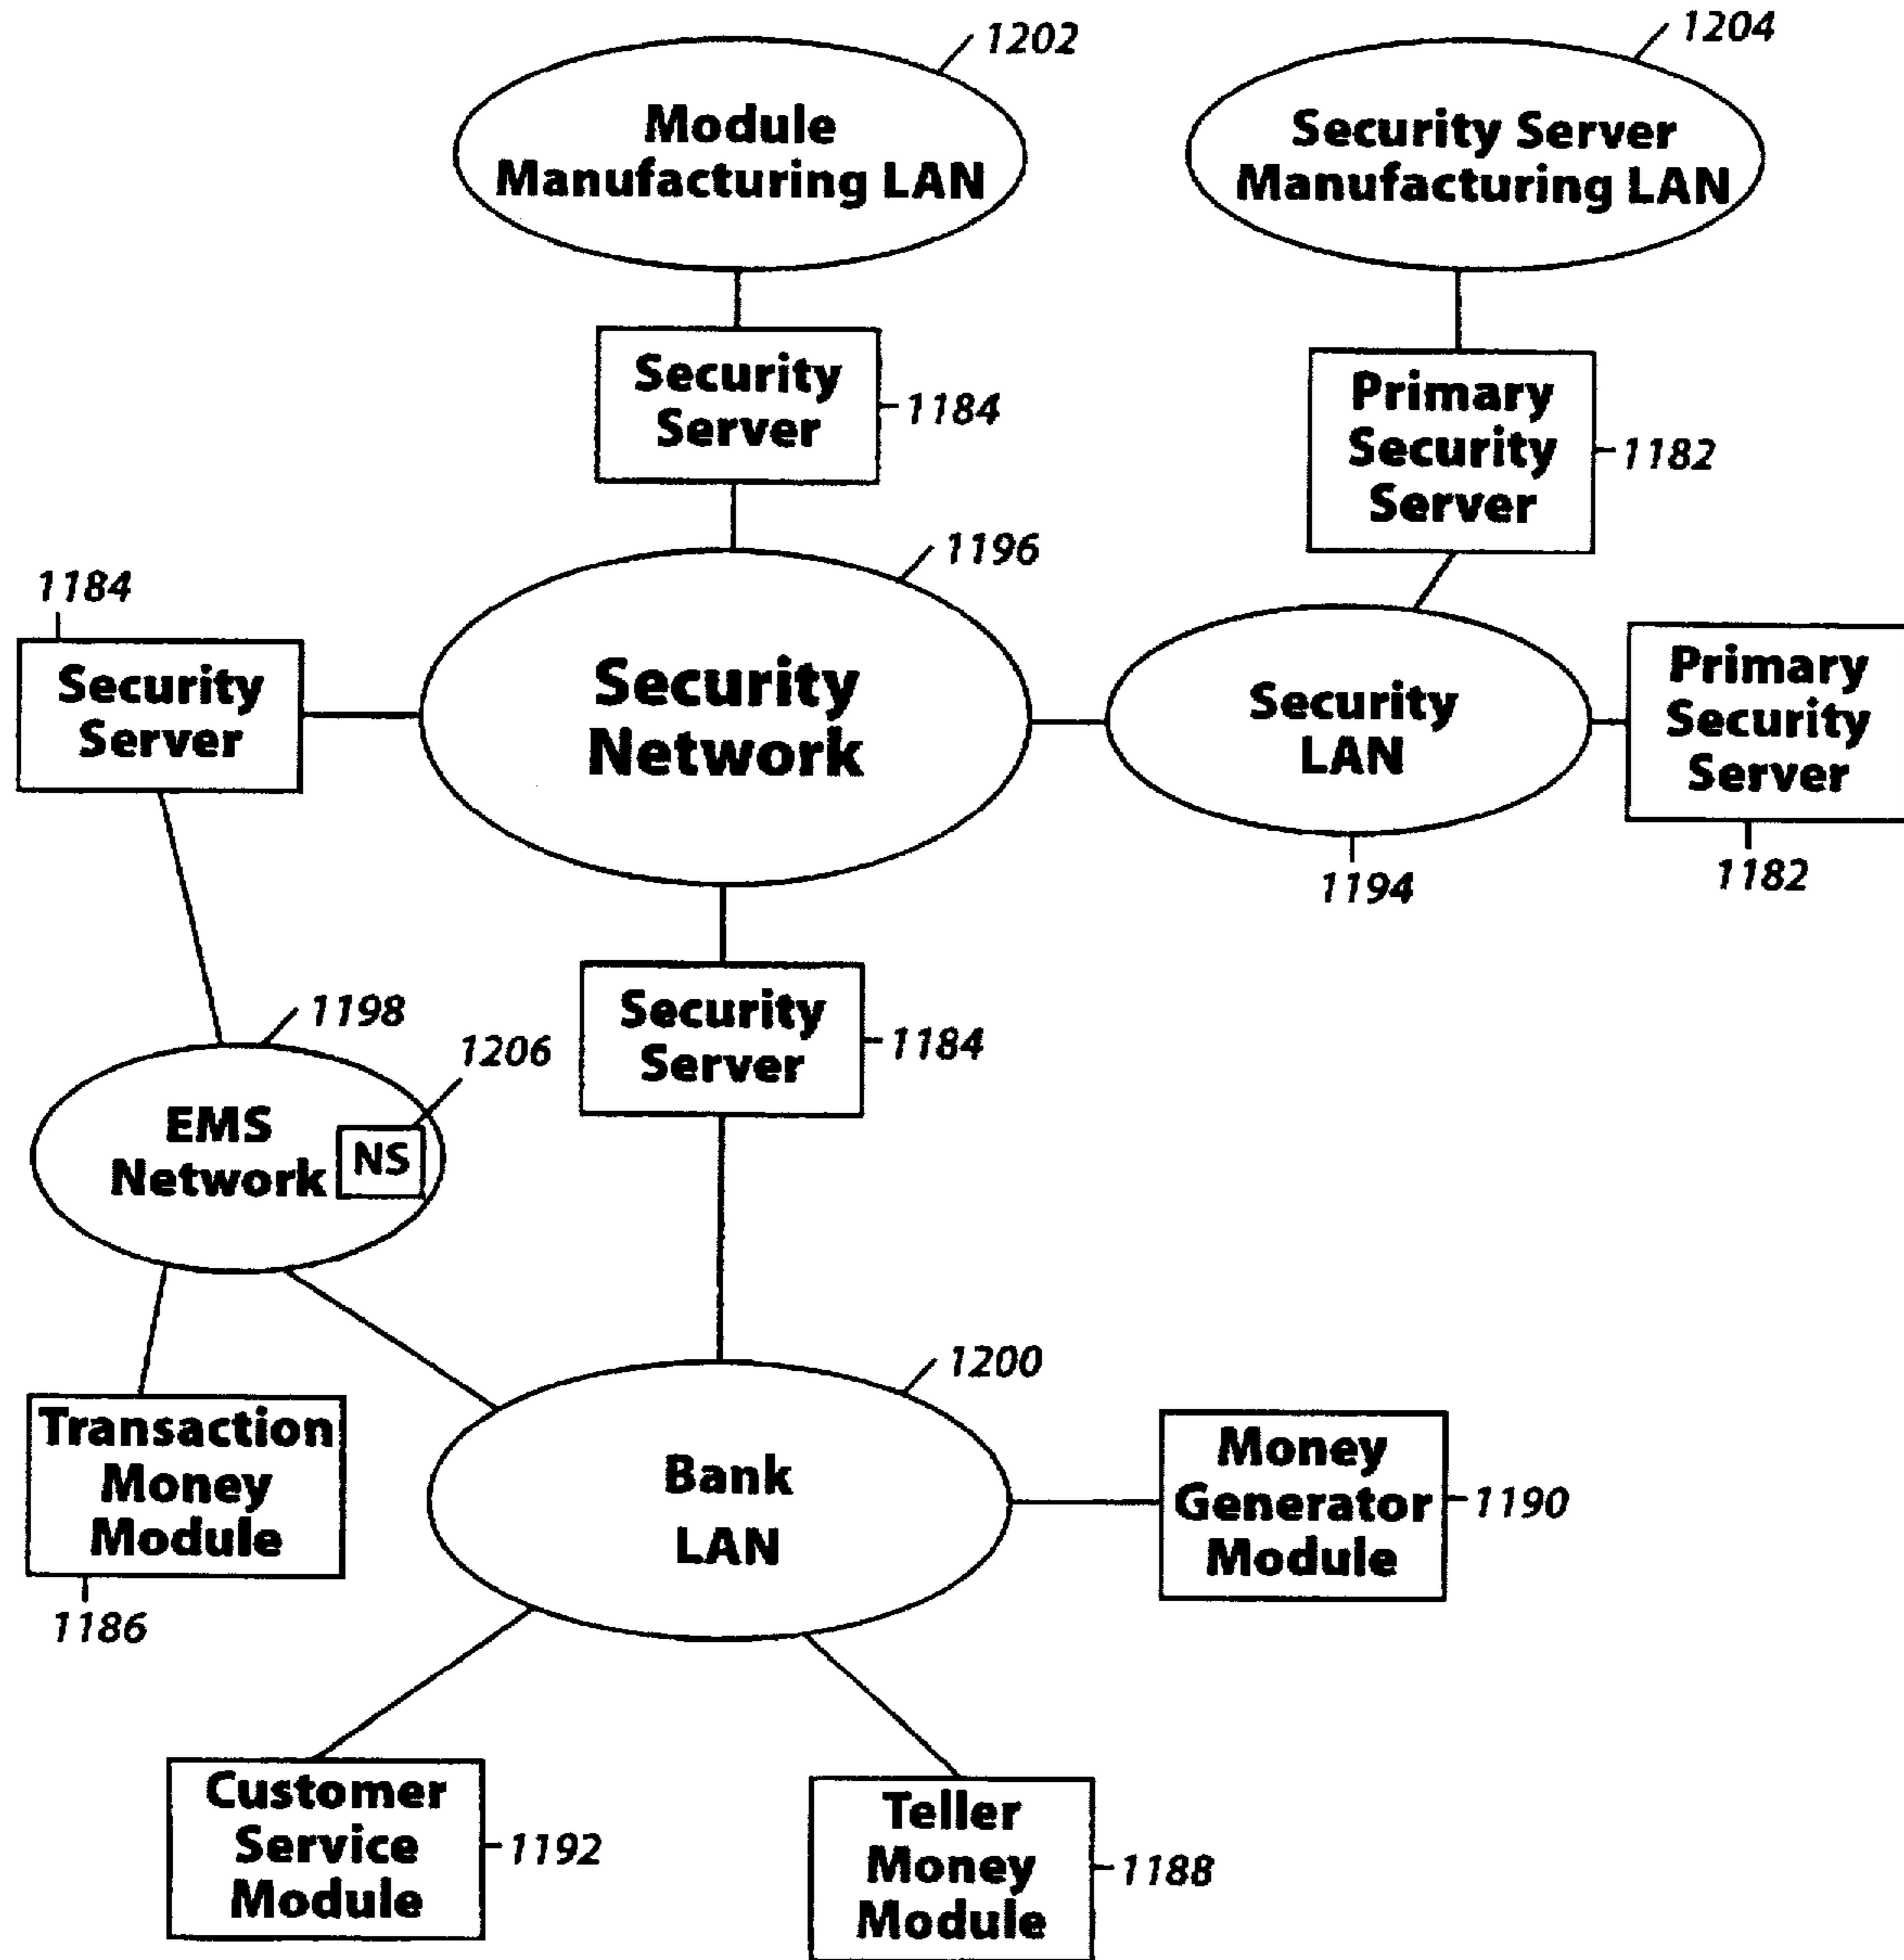 1202
Module
Manufacturing LAN
1204
Security Server
Manufacturing LAN
Security
Server
1184
Primary
Security
Server
1182
1196
1184
Security
Server
Security
Network
Security
LAN
1194
Primary
Security
Server
1182
Security
Server
1184
1198
1206
EMS
Network
NS
1200
Transaction
Money
Module
1186
Bank
LAN
Money
Generator
Module
1190
Customer
Service
Module
1192
Teller
Money
Module
1188